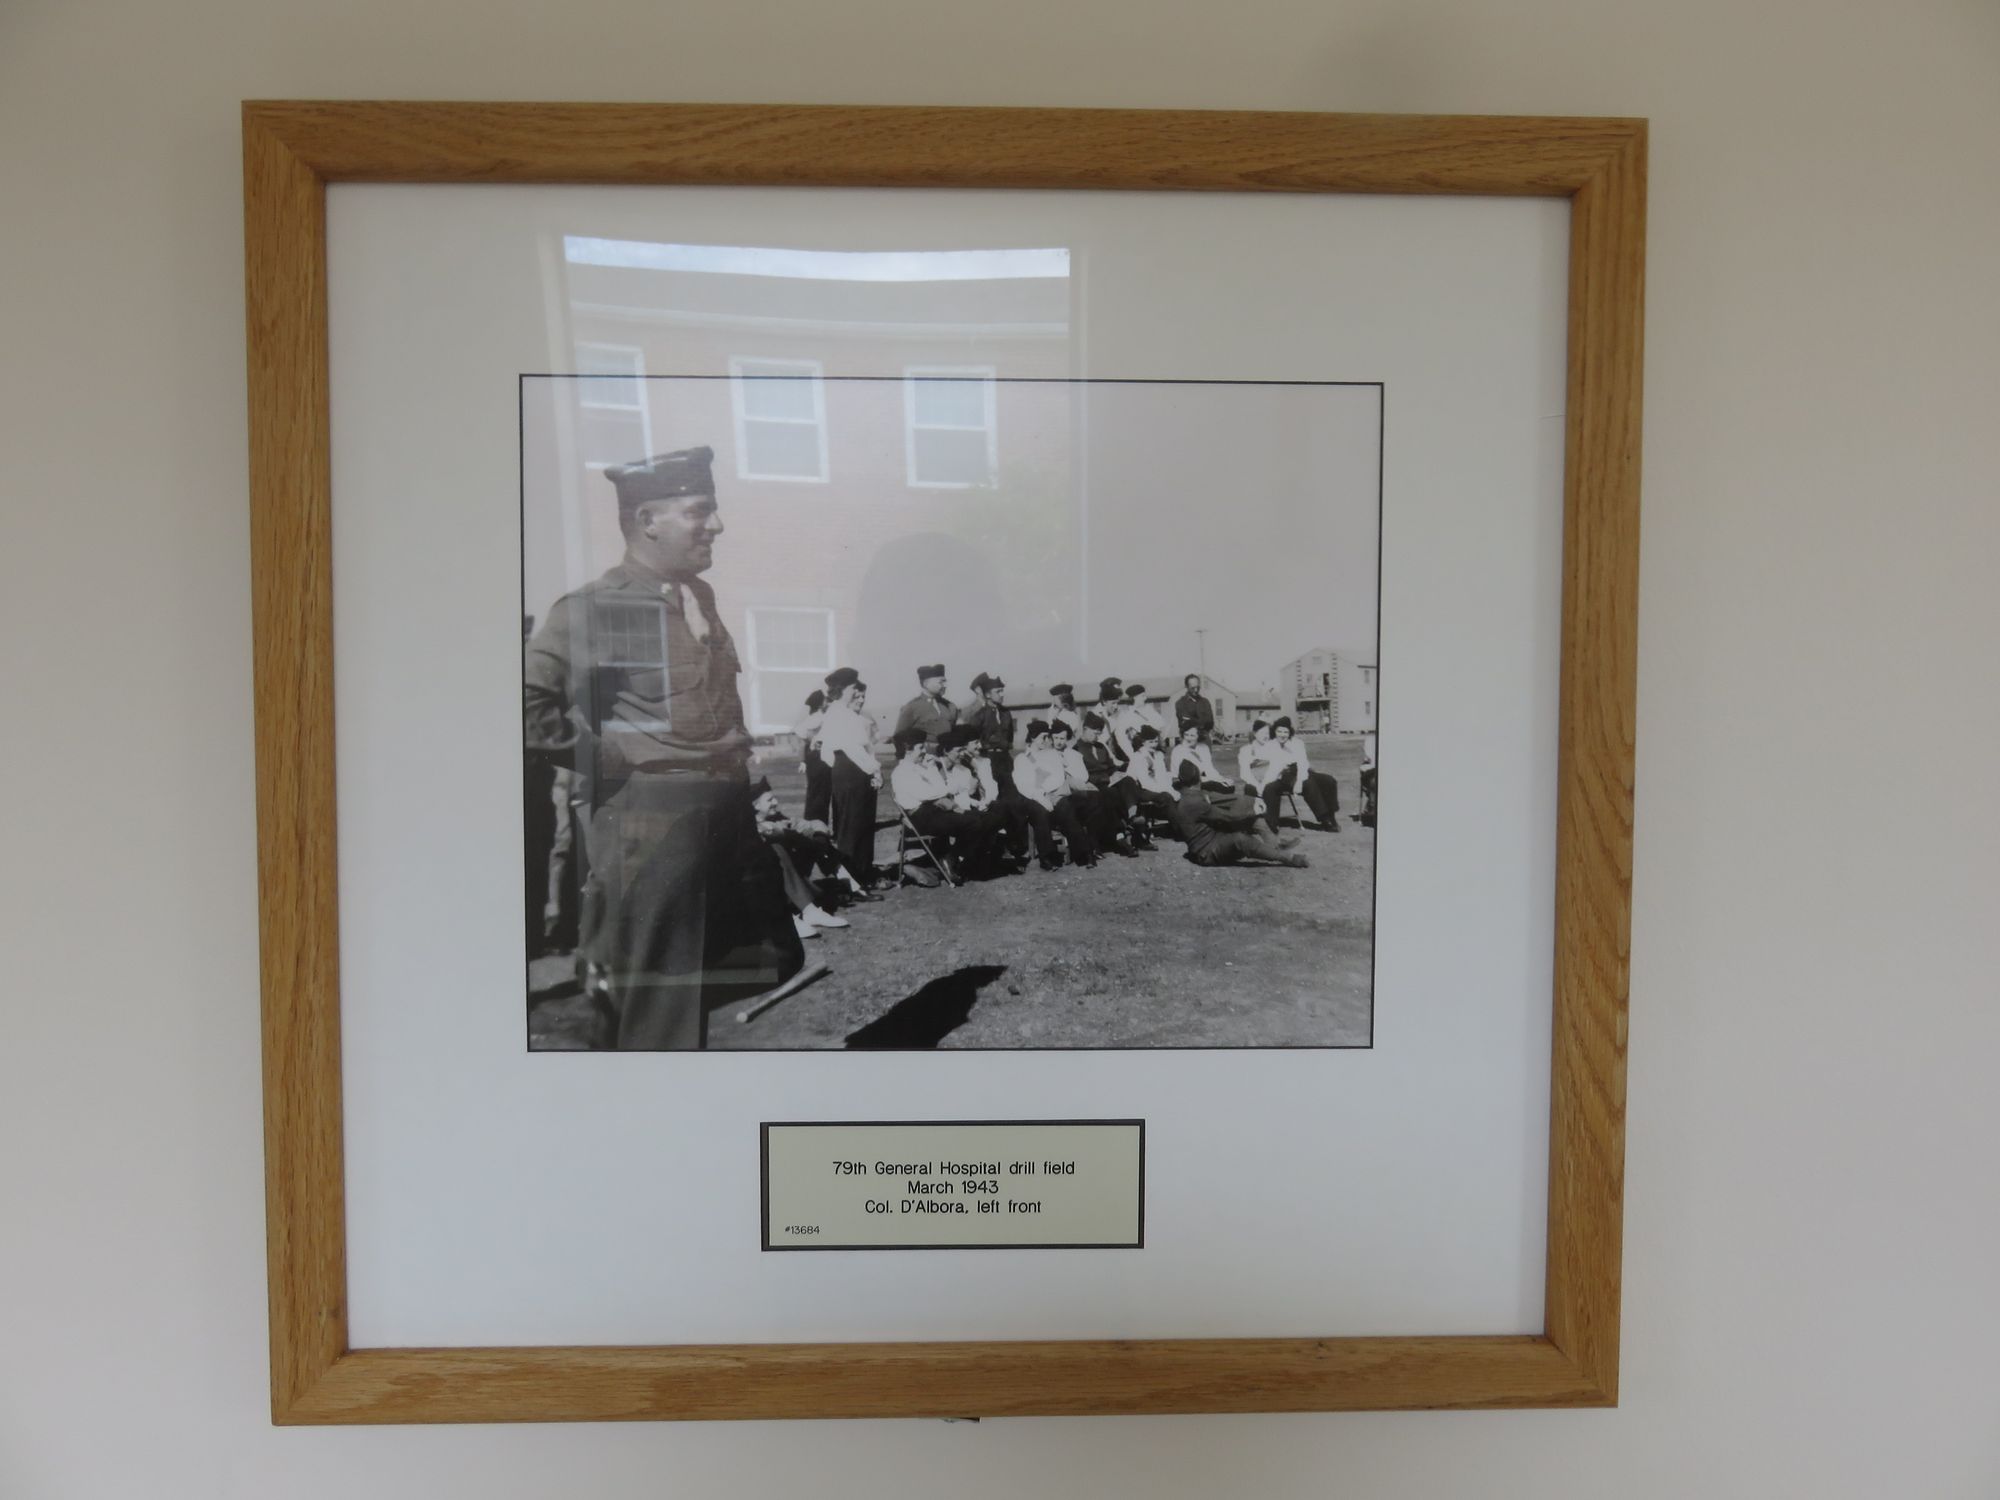 79th General Hospital drill field
March 1943
Col. D'Albora, left front
#13684